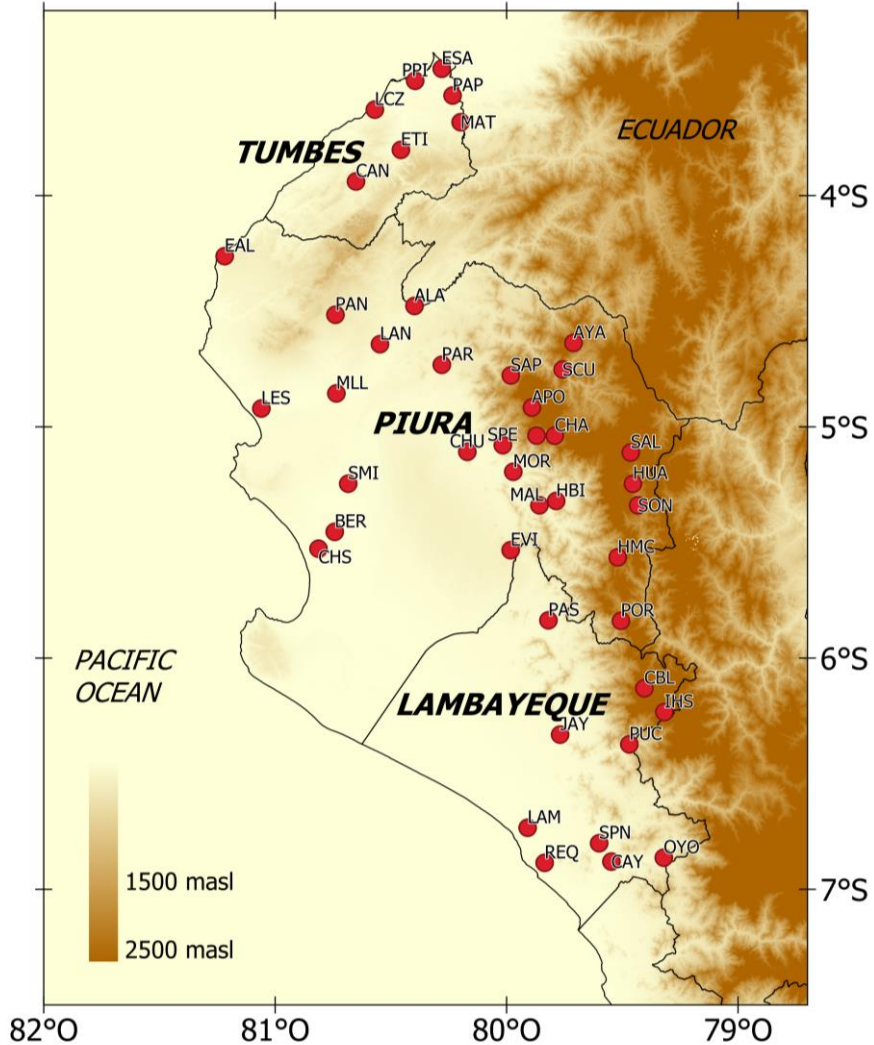 ESA
PPI
PAP
LCZ
MAT
ECUADOR
ETI
TUMBES
CAN
4°S
EAL
ALA
PAN
LAN
AYA
PAR
SAP
SCU
MLL
LES
APO
PIURA
CHA
CHU
SPE
SAL
5°S
MOR
SMI
HUA
MAL
HBI
SON
BER
EVI
CHS
HMC
PAS
POR
PACIFIC
OCEAN
6°S
CBL
LAMBAYEQUE
IHS
JAY
PUC
LAM
SPN
REQ
CAY
OYO
1500 masl
7°S
2500 masl
82°O
81°O
80°O
79°O